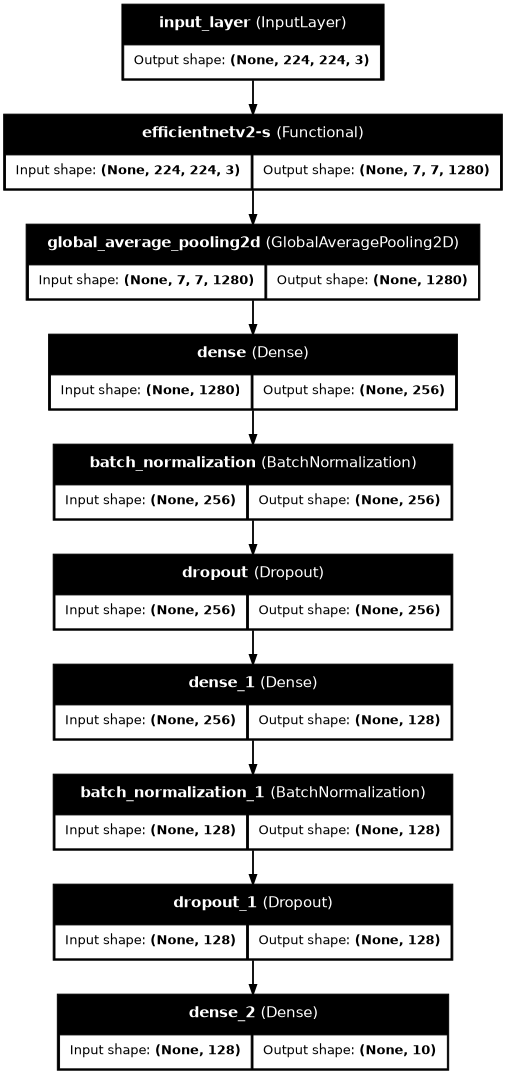 input_layer (InputLayer)
Output shape: (None, 224, 224, 3)
efficientnetv2-s (Functional)
Input shape: (None, 224, 224, 3) Output shape: (None, 7, 7, 1280)
global_average_pooling2d (GlobalAveragePooling2D)
Input shape: (None, 7, 7, 1280) Output shape: (None, 1280)
dense (Dense)
Input shape: (None, 1280) Output shape: (None, 256)
batch_normalization (BatchNormalization)
Input shape: (None, 256) Output shape: (None, 256)
dropout (Dropout)
Input shape: (None, 256) Output shape: (None, 256)
dense_1 (Dense)
Input shape: (None, 256) Output shape: (None, 128)
batch_normalization_1 (BatchNormalization)
Input shape: (None, 128) Output shape: (None, 128)
dropout_1 (Dropout)
Input shape: (None, 128) Output shape: (None, 128)
dense_2 (Dense)
Input shape: (None, 128) Output shape: (None, 10)